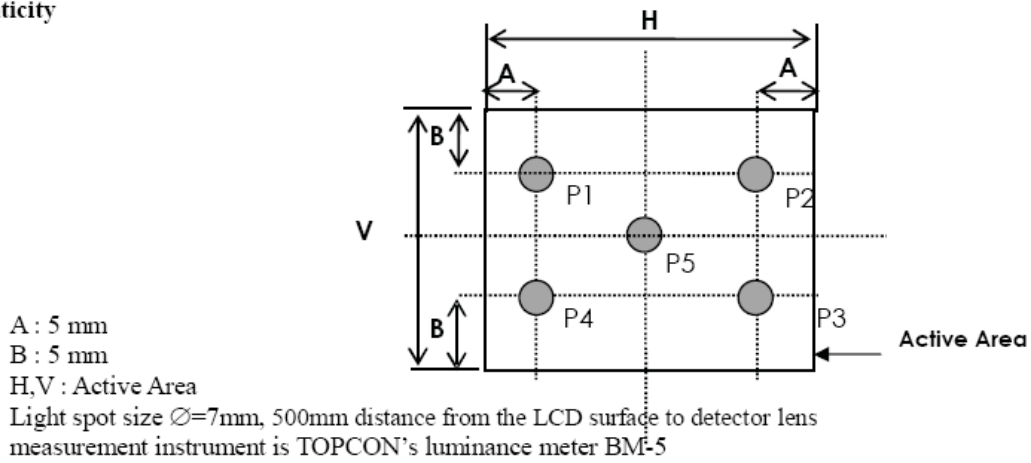 ticity
H
A
A
B
P1
P2
V
P5
B
P4
P3
Active Area
A : 5 mm
B : 5 mm
H,V : Active Area
Light spot size ∅=7mm, 500mm distance from the LCD surface to detector lens
measurement instrument is TOPCON’s luminance meter BM-5